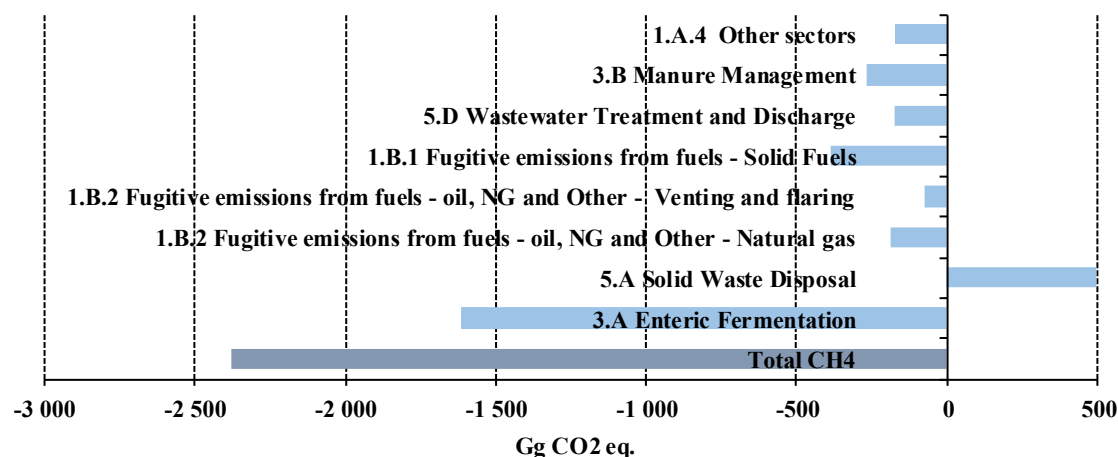 1.A.4  Other sectors
3.B Manure Management
5.D Wastewater Treatment and Discharge
1.B.1 Fugitive emissions from fuels - Solid Fuels
1.B.2 Fugitive emissions from fuels - oil, NG and Other -  Venting and flaring
1.B.2 Fugitive emissions from fuels - oil, NG and Other - Natural gas
5.A Solid Waste Disposal
3.A Enteric Fermentation
Total CH4
-3 000 -2 500 -2 000 -1 500 -1 000 -500 0 500
Gg CO2 eq.